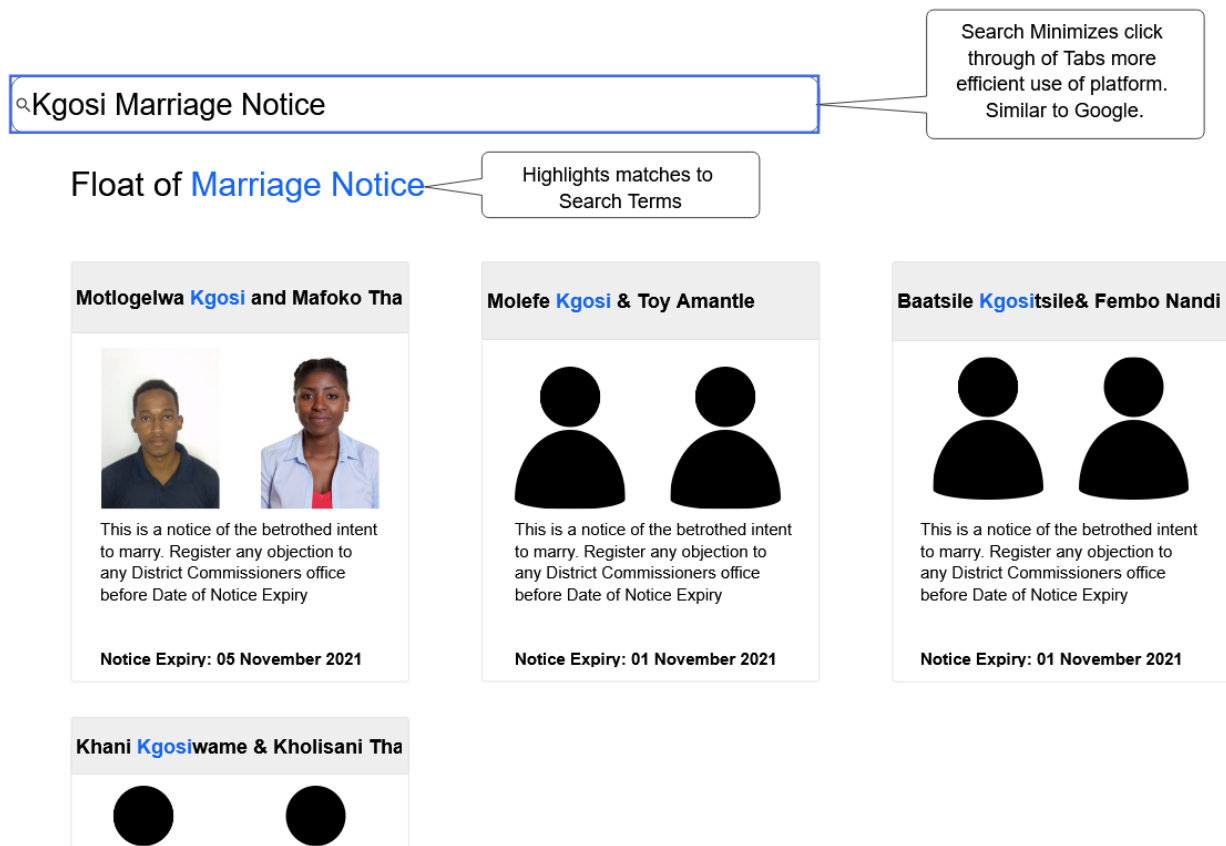 Search Minimizes click
through of Tabs more
efficient use of platform.
Similar to Google.
Kgosi Marriage Notice
Float of Marriage Notice
Highlights matches to
Search Terms
Motlogelwa Kgosi and Mafoko Tha
Molefe Kgosi & Toy Amantle
Baatsile Kgositsile& Fembo Nandi
This is a notice of the betrothed intent
to marry. Register any objection to
any District Commissioners office
before Date of Notice Expiry
Notice Expiry: 05 November 2021
This is a notice of the betrothed intent
to marry. Register any objection to
any District Commissioners office
before Date of Notice Expiry
Notice Expiry: 01 November 2021
This is a notice of the betrothed intent
to marry. Register any objection to
any District Commissioners office
before Date of Notice Expiry
Notice Expiry: 01 November 2021
Khani Kgosiwame & Kholisani Tha